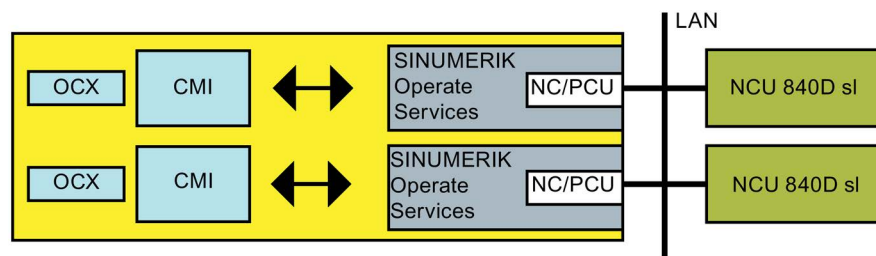 LAN
OCX
CMI
SINUMERIK
Operate
Services
NC/PCU
NCU 840D sl
OCX
CMI
SINUMERIK
Operate
Services
NC/PCU
NCU 840D sl